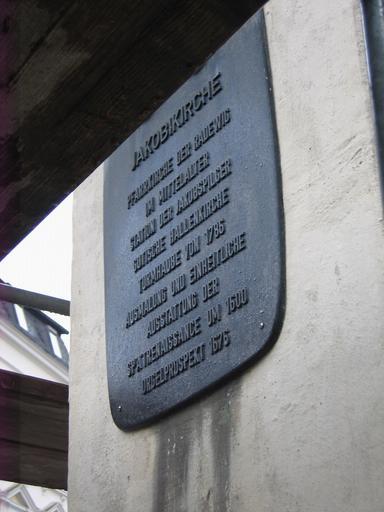 JAKOBIKIRCHE
PFARRKIRCHE DER RADEWIG
IM MITTELALTER
STATION DER JAKOBSPILGER
GOTISCHE HALLENKIRCHE
TURMHAUBE VON 1786
AUSMALUNG UND EINHEITLICHE
AUSSTATTUNG DER
SPÄTRENAISSANCE UM 1600
ORGELPROSPEKT 1676